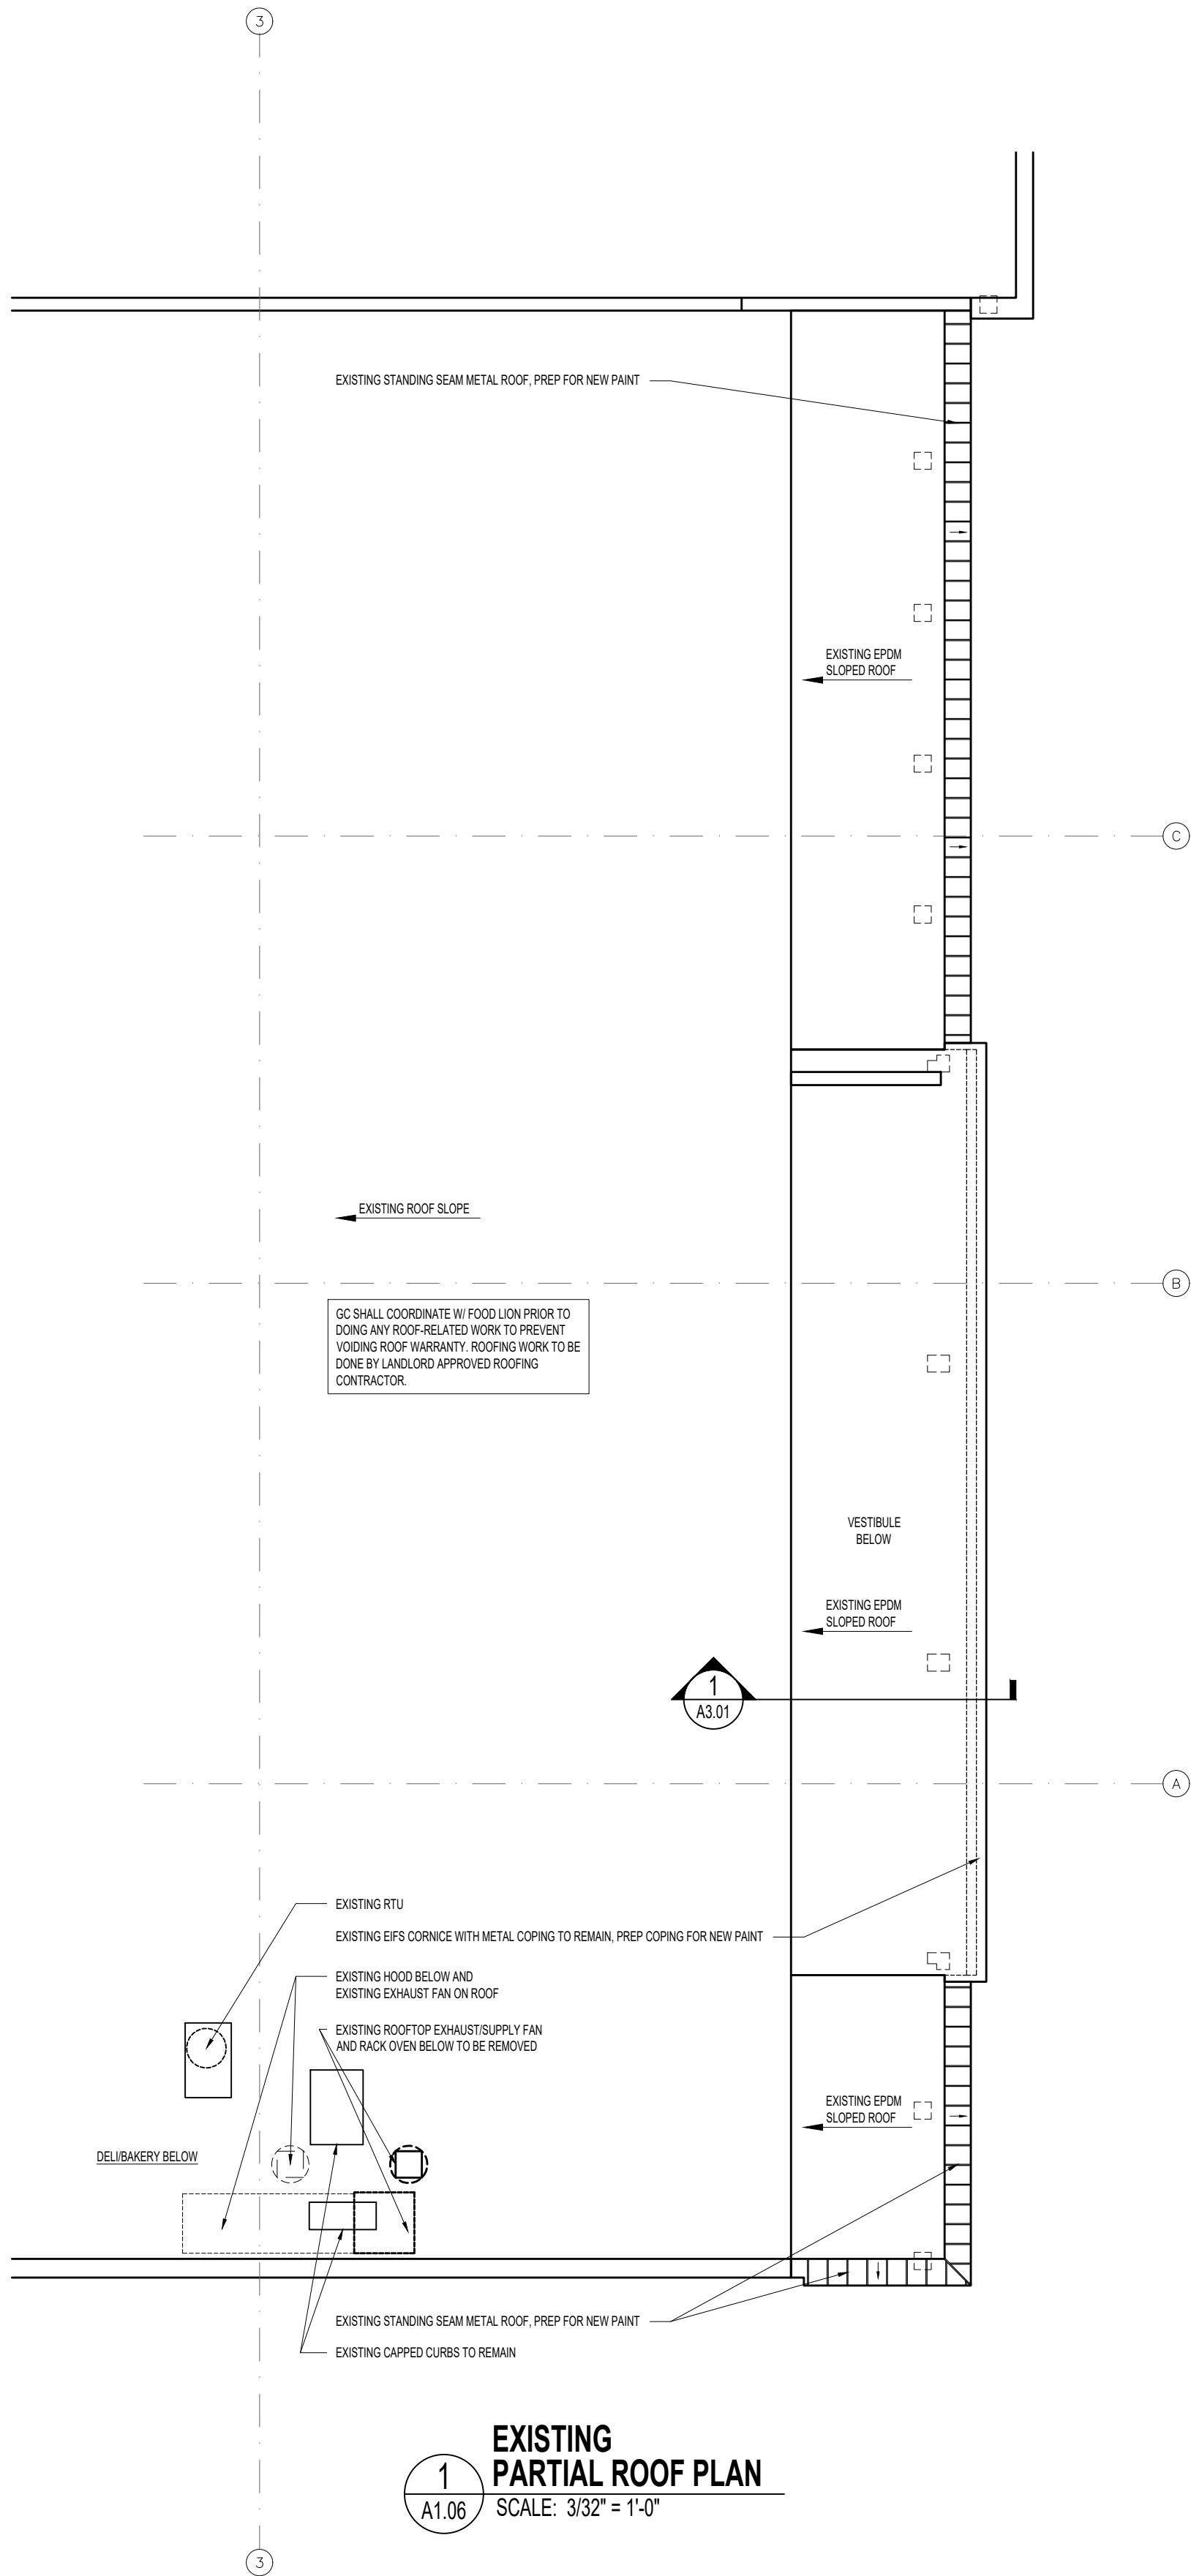 3
EXISTING STANDING SEAM METAL ROOF, PREP FOR NEW PAINT
EXISTING EPDM
SLOPED ROOF
C
EXISTING ROOF SLOPE
B
GC SHALL COORDINATE W/ FOOD LION PRIOR TO
DOING ANY ROOF-RELATED WORK TO PREVENT
VOIDING ROOF WARRANTY. ROOFING WORK TO BE
DONE BY LANDLORD APPROVED ROOFING
CONTRACTOR.
VESTIBULE
BELOW
EXISTING EPDM
SLOPED ROOF
1
A3.01
A
EXISTING RTU
EXISTING EIFS CORNICE WITH METAL COPING TO REMAIN, PREP COPING FOR NEW PAINT
EXISTING HOOD BELOW AND
EXISTING EXHAUST FAN ON ROOF
EXISTING ROOFTOP EXHAUST/SUPPLY FAN
AND RACK OVEN BELOW TO BE REMOVED
EXISTING EPDM
SLOPED ROOF
DELI/BAKERY BELOW
EXISTING STANDING SEAM METAL ROOF, PREP FOR NEW PAINT
EXISTING CAPPED CURBS TO REMAIN
EXISTING
PARTIAL ROOF PLAN
1
A1.06
SCALE: 3/32" = 1'-0"
3